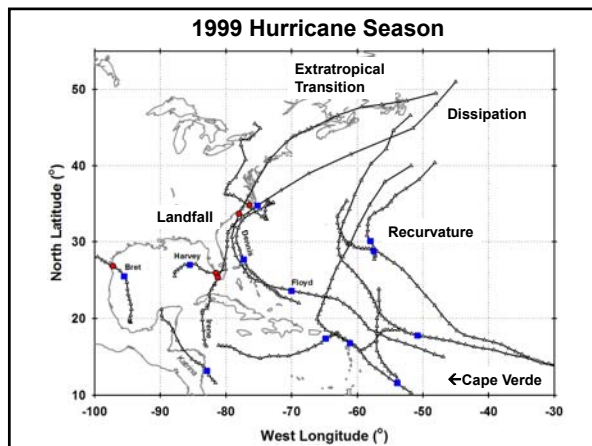 1999 Hurricane Season
Extratropical
Transition
Dissipation
Landfall
Recurvature
Harvey
Bret
Dennis
Floyd
Irene
Katrina
←Cape Verde
North Latitude (°)
50
40
30
20
10
-100
-90
-80
-70
-60
-50
-40
-30
West Longitude (°)